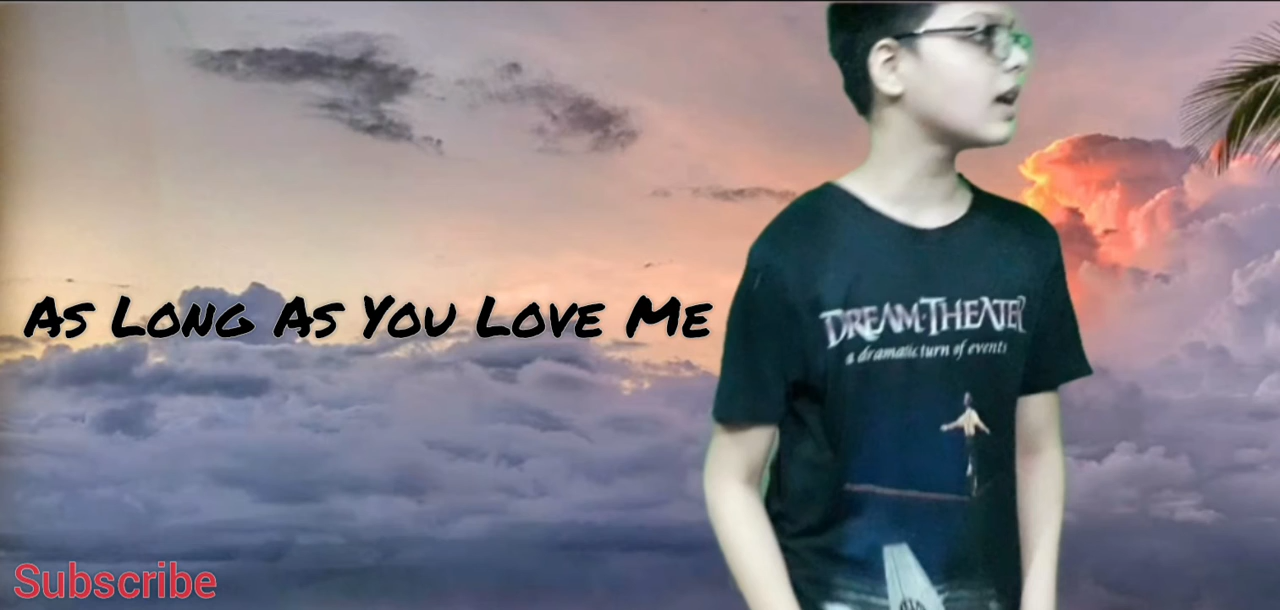 As Long As You Love Me
DREAM THEATER
a dramatic turn of events
Subscribe